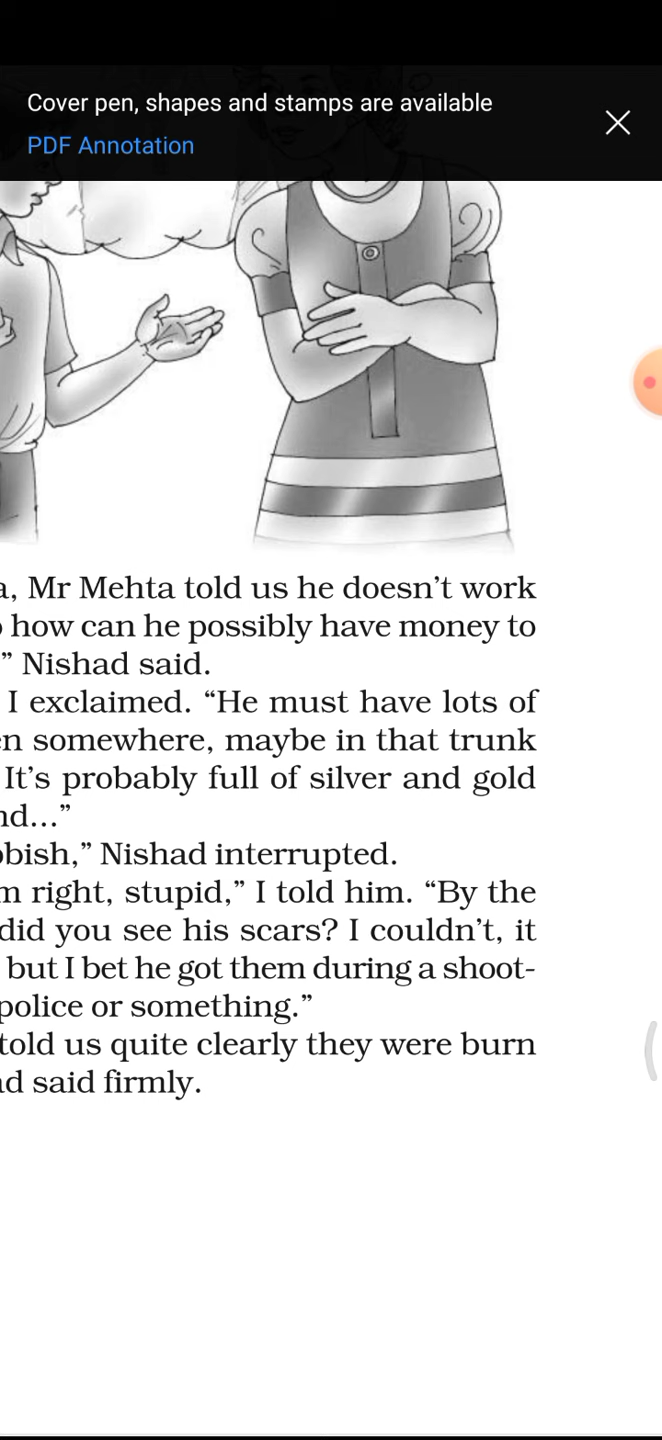 Cover pen, shapes and stamps are available
PDF Annotation
a, Mr Mehta told us he doesn’t work
how can he possibly have money to
” Nishad said.
I exclaimed. “He must have lots of
en somewhere, maybe in that trunk
It’s probably full of silver and gold
nd...”
bbish,” Nishad interrupted.
m right, stupid,” I told him. “By the
did you see his scars? I couldn’t, it
but I bet he got them during a shoot-
police or something.”
told us quite clearly they were burn
ad said firmly.